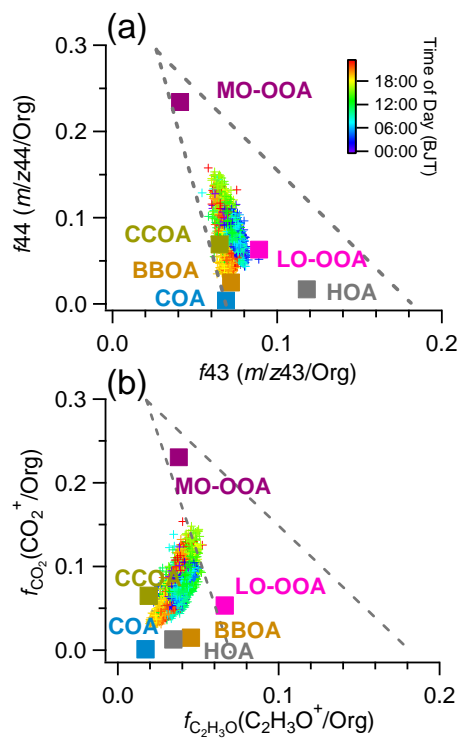 (a)
0.3
0.2
0.1
0.0
f44 (m/z44/Org)
MO-OOA
CCOA
BBOA
COA
LO-OOA
HOA
18:00
12:00
06:00
00:00
Time of Day (BJT)
0.0
0.1
0.2
f43 (m/z43/Org)
(b)
0.3
0.2
0.1
0.0
fCO2(CO2+/Org)
MO-OOA
CCOA
LO-OOA
COA
BBOA
HOA
0.0
0.1
0.2
fC2H3O(C2H3O+/Org)